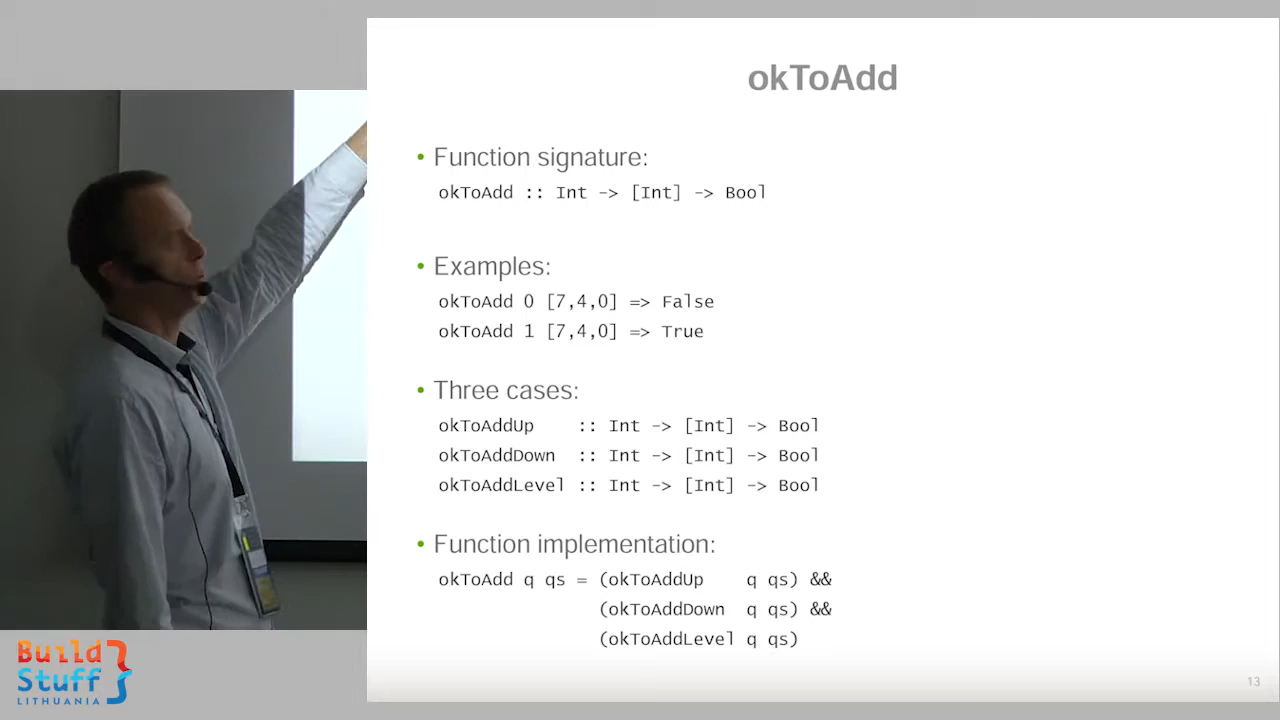 okToAdd
• Function signature:
okToAdd :: Int -> [Int] -> Bool
• Examples:
okToAdd 0 [7,4,0] => False
okToAdd 1 [7,4,0] => True
• Three cases:
okToAddUp    :: Int -> [Int] -> Bool
okToAddDown  :: Int -> [Int] -> Bool
okToAddLevel :: Int -> [Int] -> Bool
• Function implementation:
okToAdd q qs = (okToAddUp    q qs) &&
(okToAddDown  q qs) &&
(okToAddLevel q qs)
13
Build
Stuff
LITHUANIA